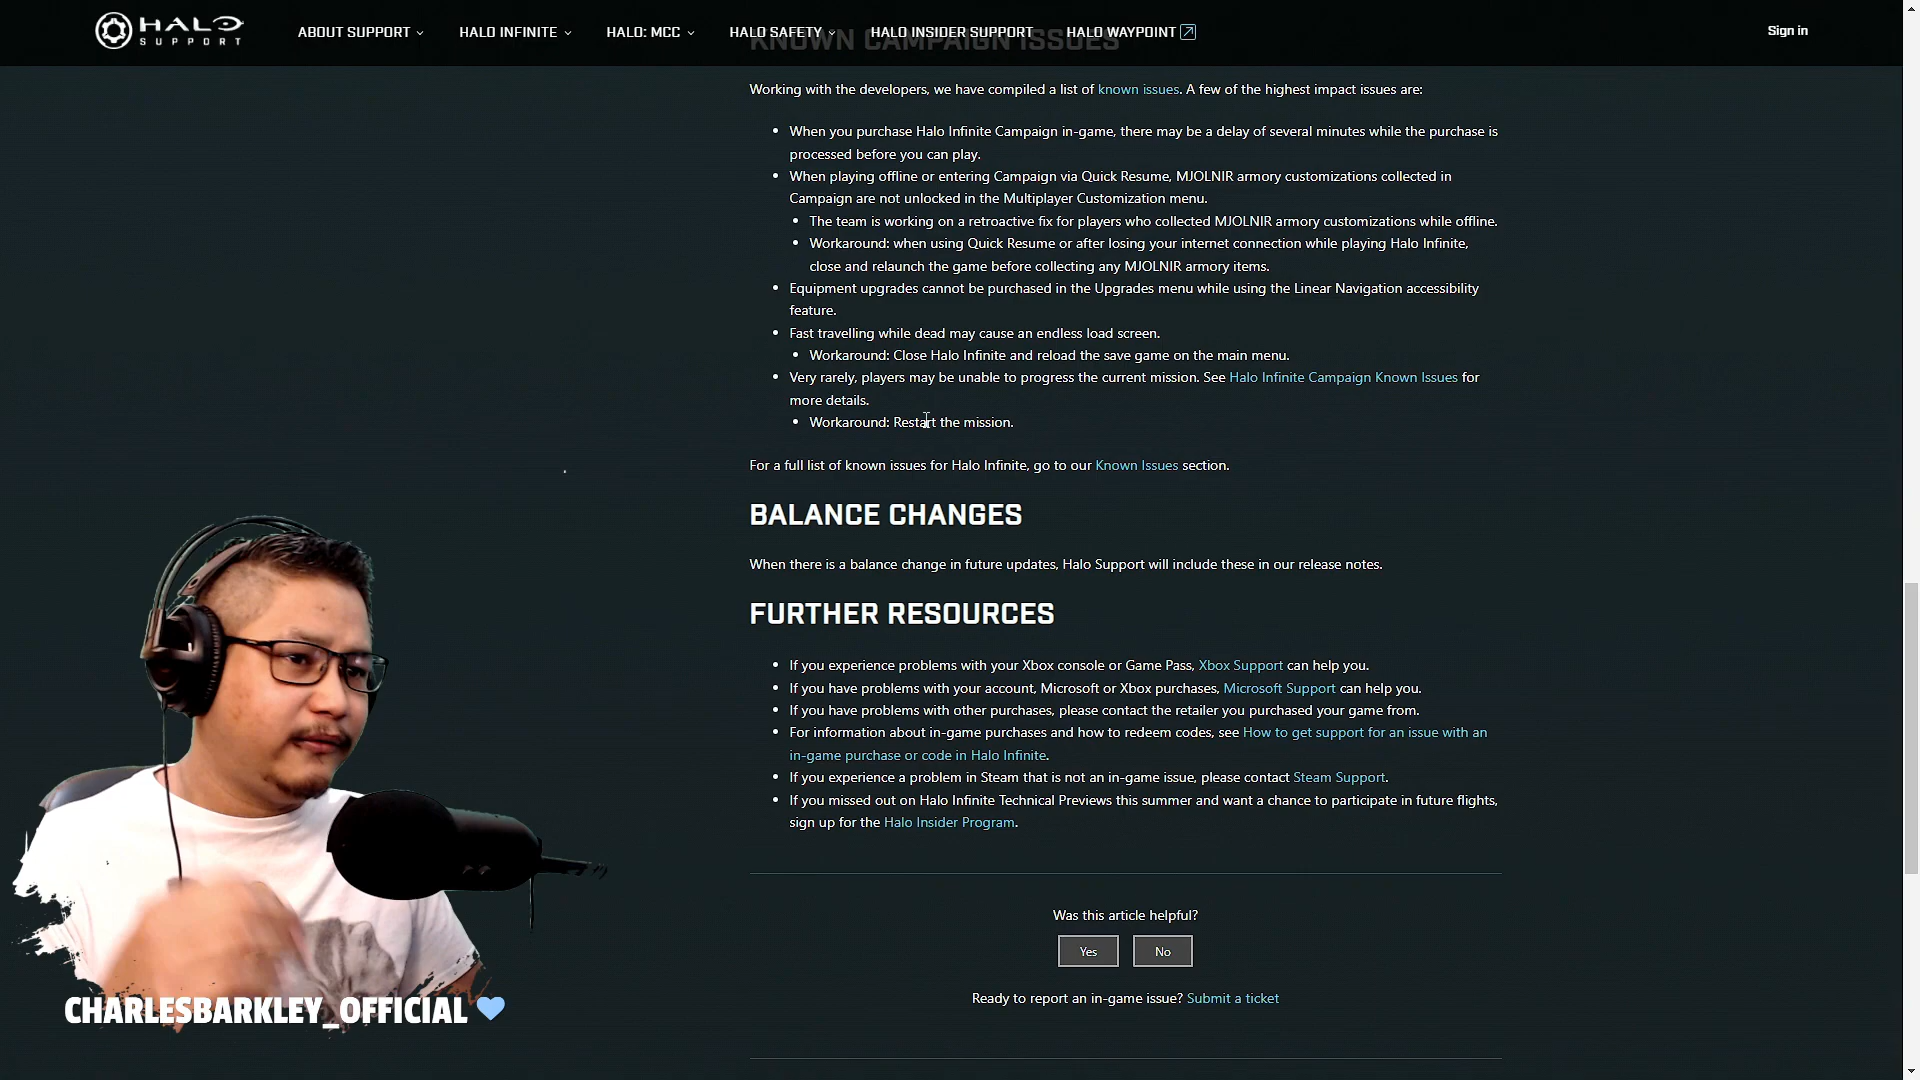 HALO
SUPPORT
ABOUT SUPPORT
HALO INFINITE
HALO: MCC
HALO SAFETY
HALO INSIDER SUPPORT
HALO WAYPOINT
Sign in
KNOWN CAMPAIGN ISSUES
Working with the developers, we have compiled a list of known issues. A few of the highest impact issues are:
When you purchase Halo Infinite Campaign in-game, there may be a delay of several minutes while the purchase is
processed before you can play.
When playing offline or entering Campaign via Quick Resume, MJOLNIR armory customizations collected in
Campaign are not unlocked in the Multiplayer Customization menu.
The team is working on a retroactive fix for players who collected MJOLNIR armory customizations while offline.
Workaround: when using Quick Resume or after losing your internet connection while playing Halo Infinite,
close and relaunch the game before collecting any MJOLNIR armory items.
Equipment upgrades cannot be purchased in the Upgrades menu while using the Linear Navigation accessibility
feature.
Fast travelling while dead may cause an endless load screen.
Workaround: Close Halo Infinite and reload the save game on the main menu.
Very rarely, players may be unable to progress the current mission. See Halo Infinite Campaign Known Issues for
more details.
Workaround: Restart the mission.
For a full list of known issues for Halo Infinite, go to our Known Issues section.
BALANCE CHANGES
When there is a balance change in future updates, Halo Support will include these in our release notes.
FURTHER RESOURCES
If you experience problems with your Xbox console or Game Pass, Xbox Support can help you.
If you have problems with your account, Microsoft or Xbox purchases, Microsoft Support can help you.
If you have problems with other purchases, please contact the retailer you purchased your game from.
For information about in-game purchases and how to redeem codes, see How to get support for an issue with an
in-game purchase or code in Halo Infinite.
If you experience a problem in Steam that is not an in-game issue, please contact Steam Support.
If you missed out on Halo Infinite Technical Previews this summer and want a chance to participate in future flights,
sign up for the Halo Insider Program.
Was this article helpful?
Yes
No
Ready to report an in-game issue? Submit a ticket
CHARLESBARKLEY_OFFICIAL